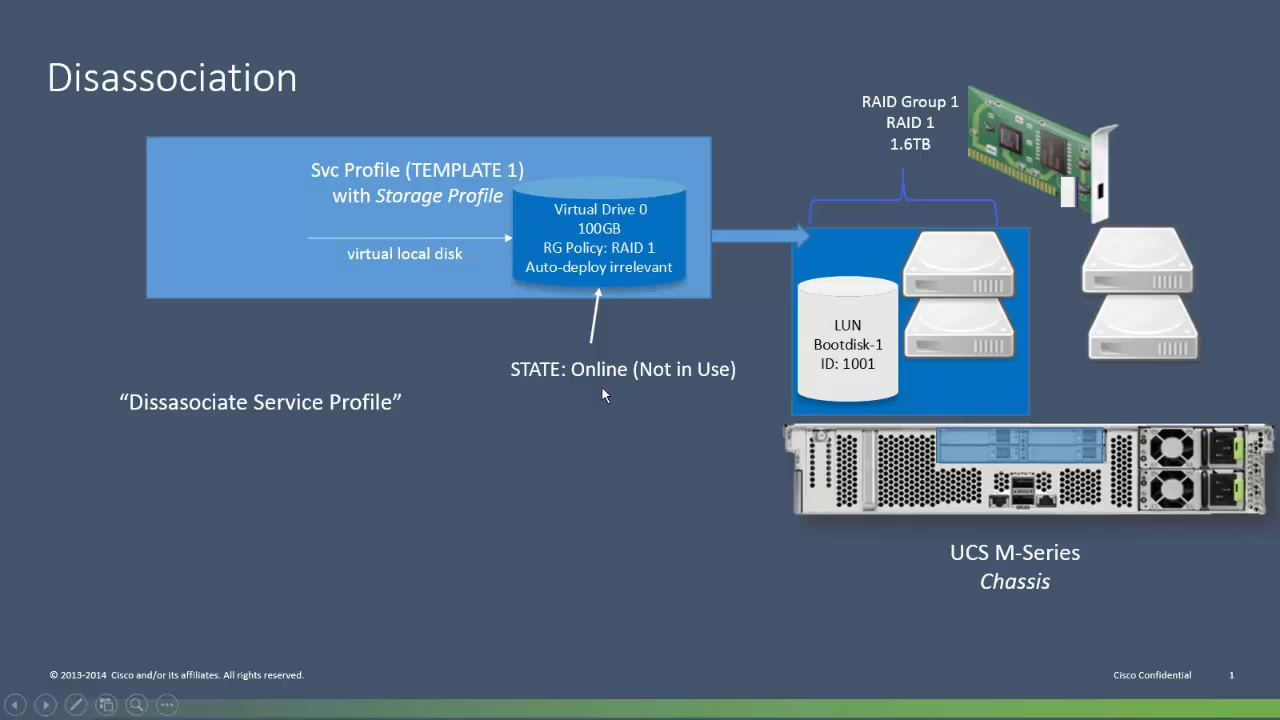 Disassociation
Svc Profile (TEMPLATE 1)
with Storage Profile
virtual local disk
Virtual Drive 0
100GB
RG Policy: RAID 1
Auto-deploy irrelevant
STATE: Online (Not in Use)
“Dissasociate Service Profile”
RAID Group 1
RAID 1
1.6TB
LUN
Bootdisk-1
ID: 1001
UCS M-Series
Chassis
© 2013-2014 Cisco and/or its affiliates. All rights reserved.
Cisco Confidential
1